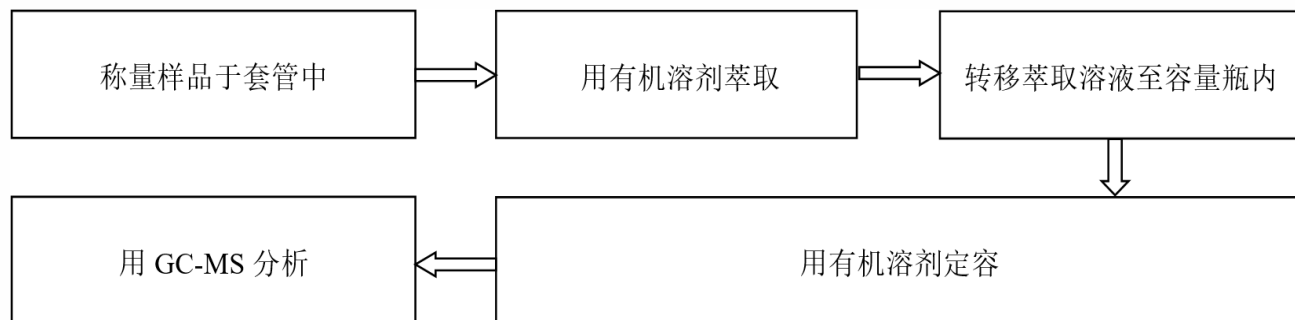 称量样品于套管中
用有机溶剂萃取
转移萃取溶液至容量瓶内
用有机溶剂定容
用 GC-MS 分析